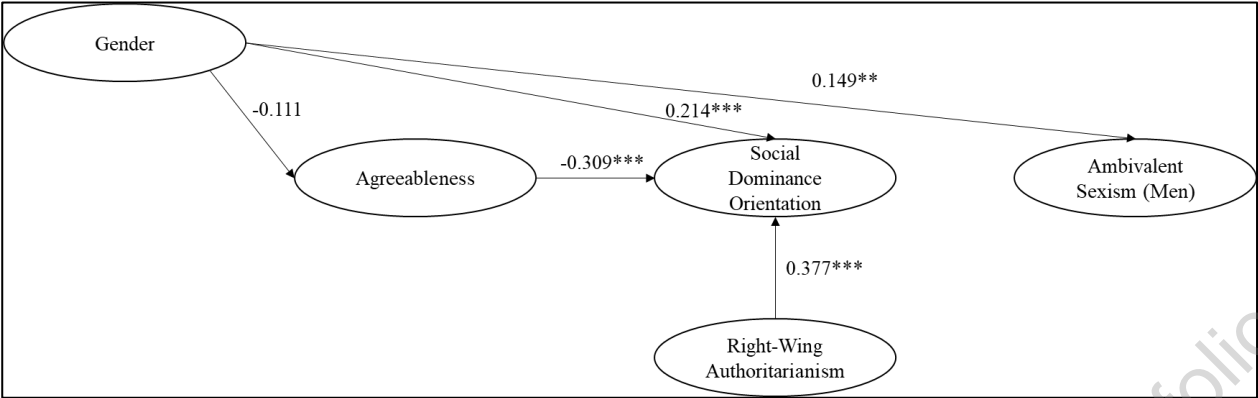 Gender
0.149**
-0.111
0.214***
-0.309***
Agreeableness
Social
Dominance
Orientation
Ambivalent
Sexism (Men)
0.377***
Right-Wing
Authoritarianism
folio